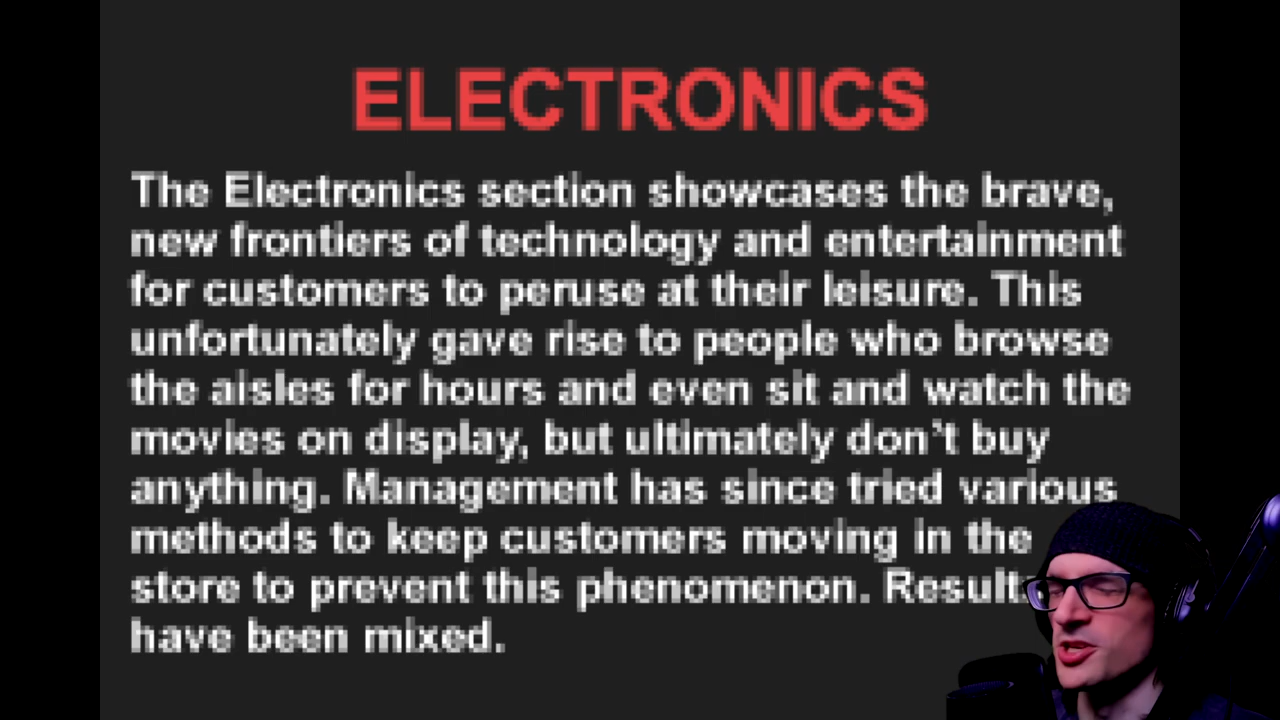 ELECTRONICS
The Electronics section showcases the brave,
new frontiers of technology and entertainment
for customers to peruse at their leisure. This
unfortunately gave rise to people who browse
the aisles for hours and even sit and watch the
movies on display, but ultimately don't buy
anything. Management has since tried various
methods to keep customers moving in the
store to prevent this phenomenon. Results
have been mixed.